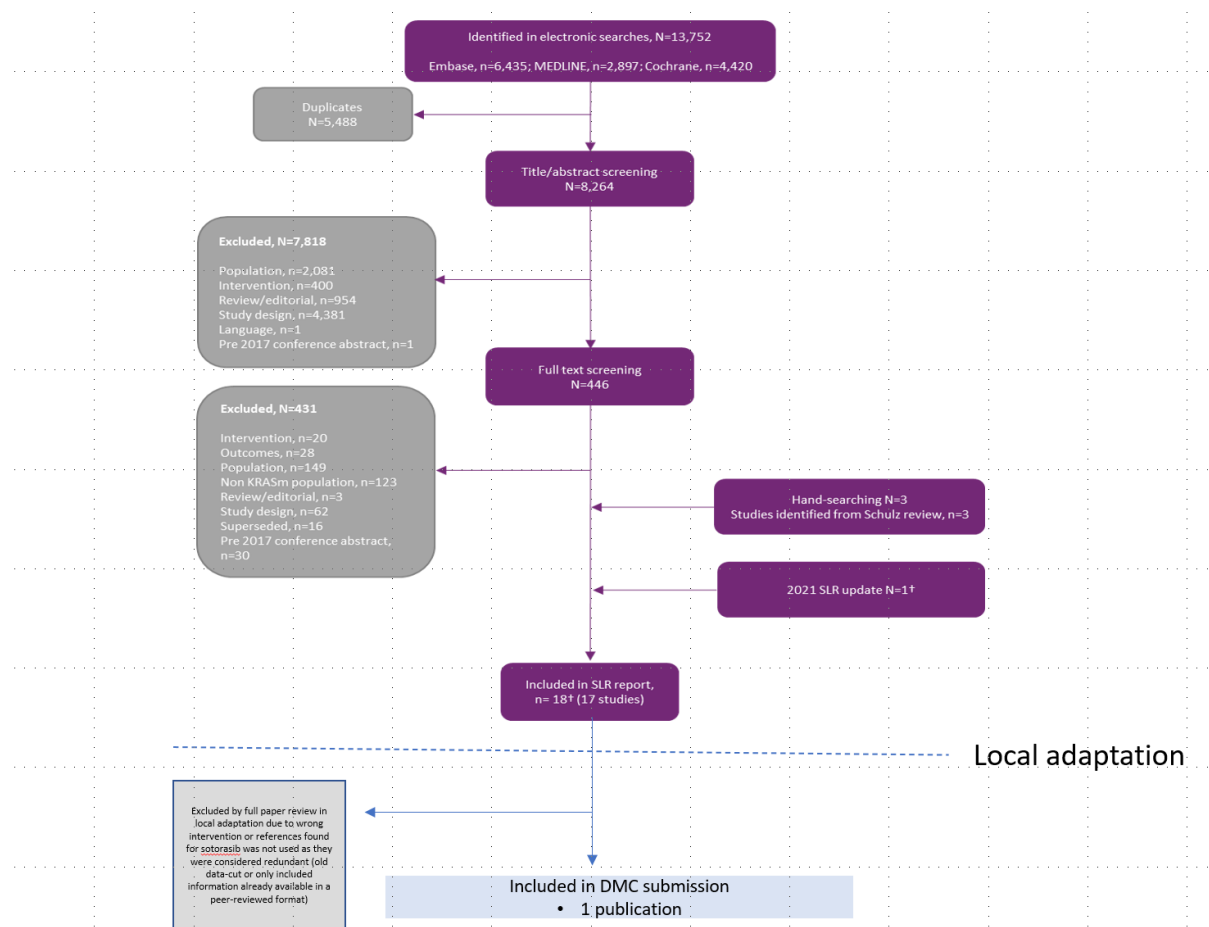 Identified in electronic searches, N=13,752
Embase, n=6,435; MEDLINE, n=2,897; Cochrane, n=4,420
Duplicates
N=5,488
Title/abstract screening
N=8,264
Excluded, N=7,818
Population, n=2,081
Intervention, n=400
Review/editorial, n=954
Study design, n=4,381
Language, n=1
Pre 2017 conference abstract, n=1
Full text screening
N=446
Excluded, N=431
Intervention, n=20
Outcomes, n=28
Population, n=149
Non KRASm population, n=123
Review/editorial, n=3
Study design, n=62
Superseded, n=16
Pre 2017 conference abstract,
n=30
Hand-searching N=3
Studies identified from Schulz review, n=3
2021 SLR update N=1†
Included in SLR report,
n= 18† (17 studies)
Local adaptation
Excluded by full paper review in
local adaptation due to wrong
intervention or references found
for sotorasib was not used as they
were considered redundant (old
data-cut or only included
information already available in a
peer-reviewed format)
Included in DMC submission
• 1 publication